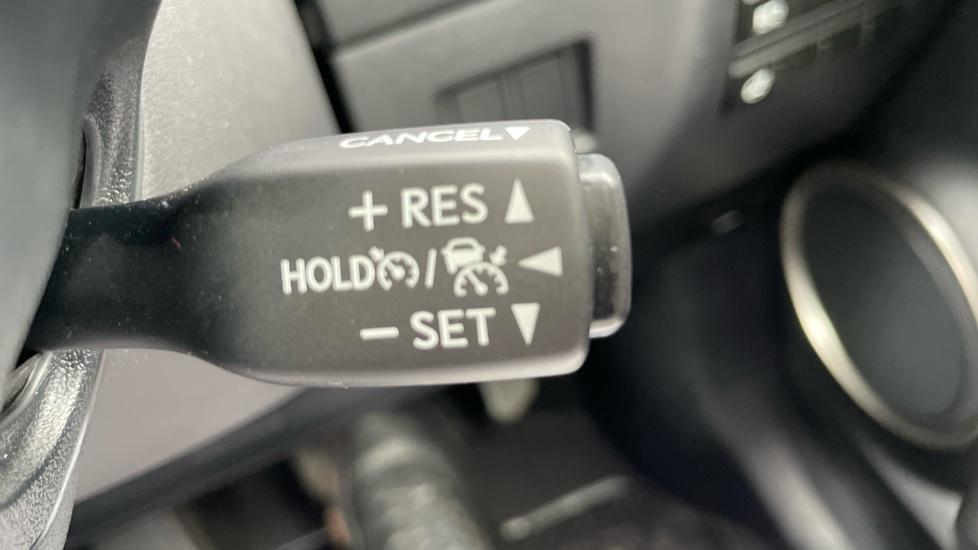 CANCEL▼
+ RES ▲
HOLD / ◀
− SET ▼